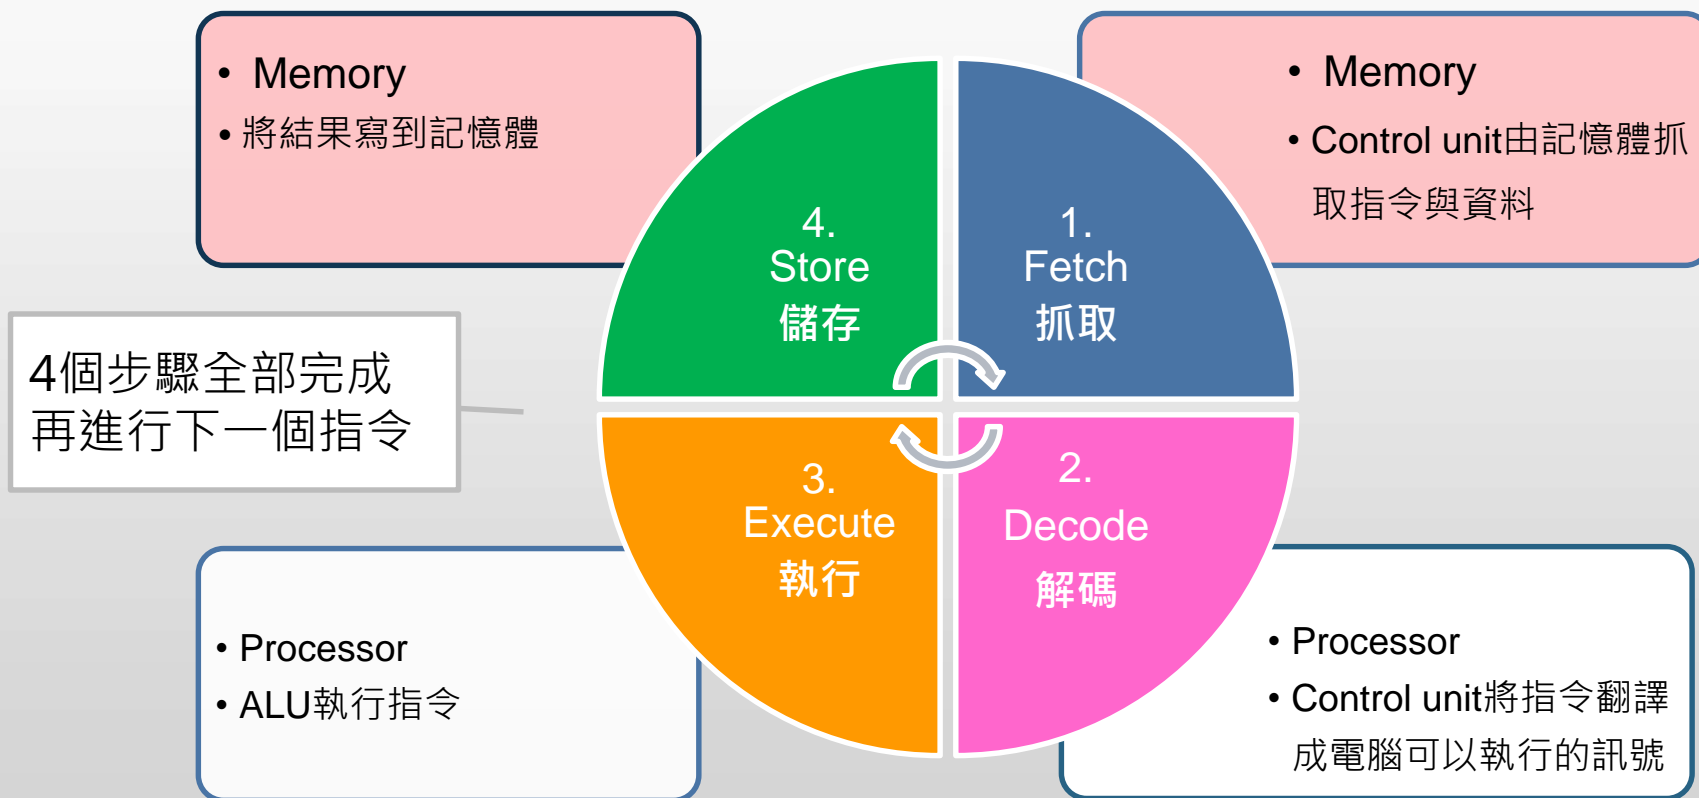 • Memory
• 將結果寫到記憶體
• Memory
• Control unit由記憶體抓
取指令與資料
4.
Store
儲存
1.
Fetch
抓取
4個步驟全部完成
再進行下一個指令
3.
Execute
執行
2.
Decode
解碼
• Processor
• ALU執行指令
• Processor
• Control unit將指令翻譯
成電腦可以執行的訊號